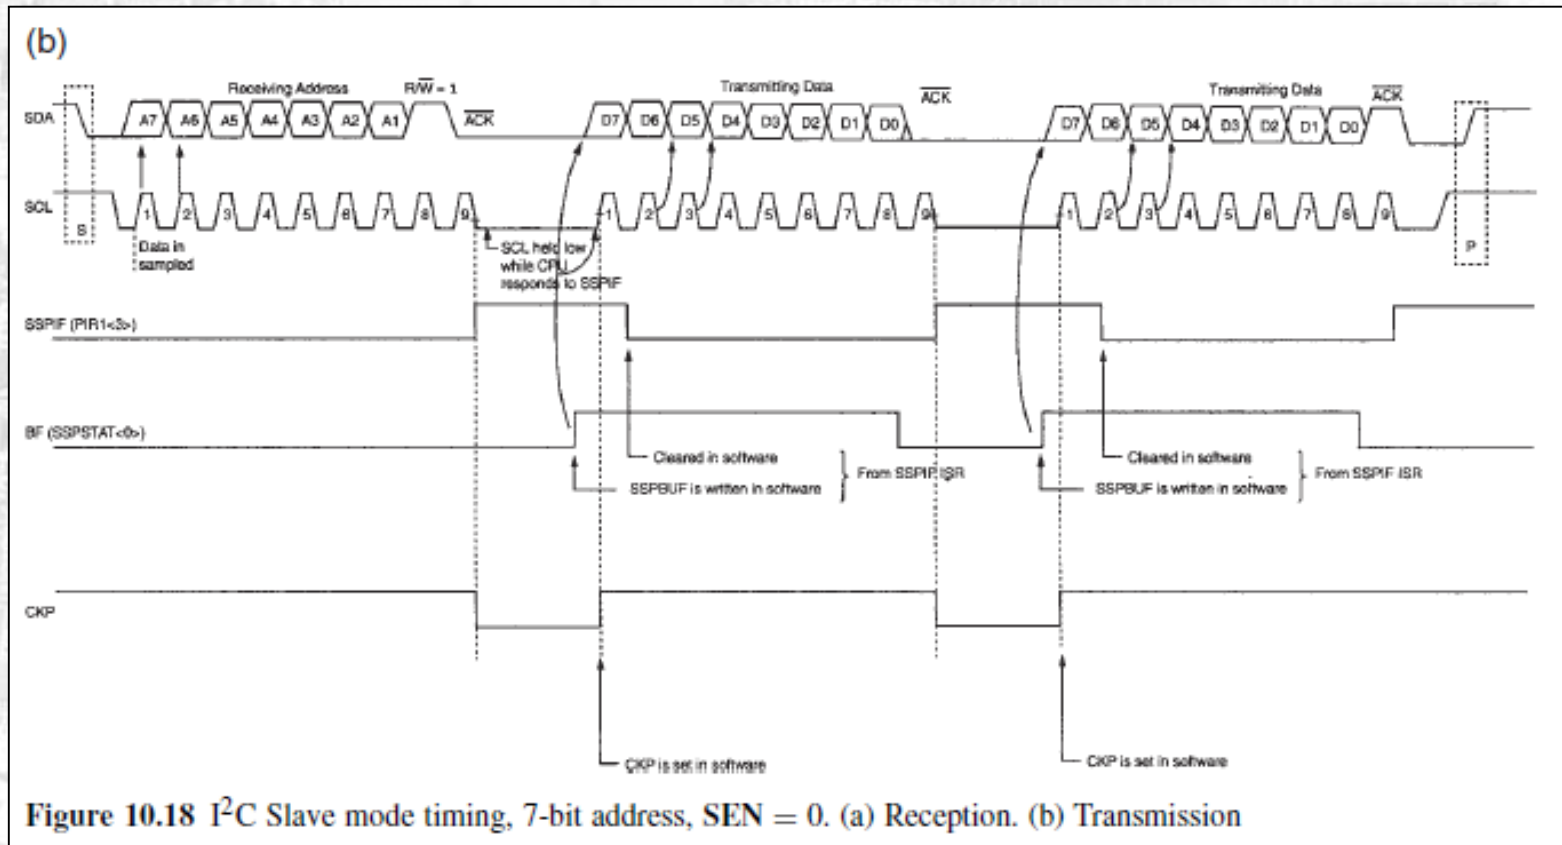 (b)
Receiving Address R/W̅ = 1 Transmitting Data A̅C̅K̅ Transmitting Data A̅C̅K̅
SDA A7 A6 A5 A4 A3 A2 A1 A̅C̅K̅ D7 D6 D5 D4 D3 D2 D1 D0 D7 D6 D5 D4 D3 D2 D1 D0
SCL 1 2 3 4 5 6 7 8 9 1 2 3 4 5 6 7 8 9 1 2 3 4 5 6 7 8 9
S P
Data in
sampled
SCL held low
while CPU
responds to SSPIF
SSPIF (PIR1<3>)
BF (SSPSTAT<0>)
Cleared in software
SSPBUF is written in software
From SSPIF ISR
Cleared in software
SSPBUF is written in software
From SSPIF ISR
CKP
CKP is set in software
CKP is set in software
Figure 10.18 I²C Slave mode timing, 7-bit address, SEN = 0. (a) Reception. (b) Transmission